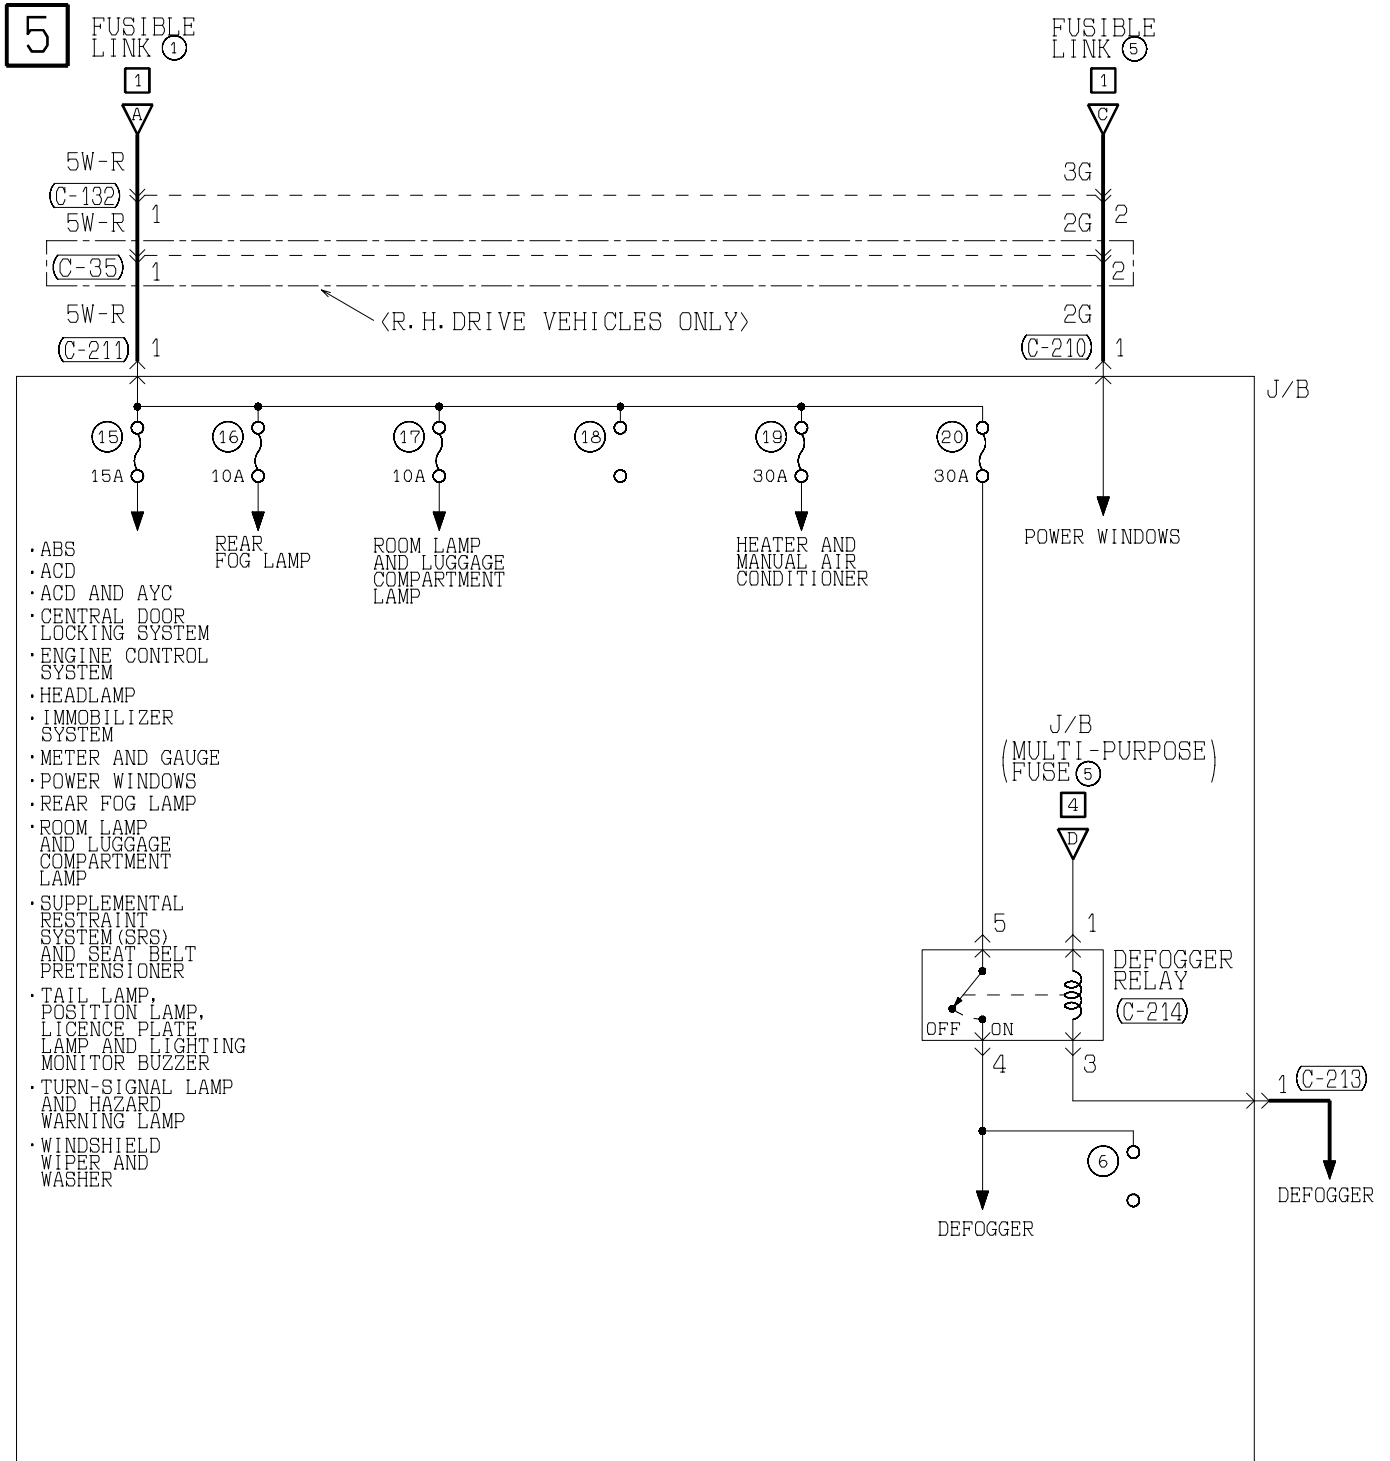 5
FUSIBLE
LINK 1
1
A
FUSIBLE
LINK 5
1
C
5W-R
3G
C-132
1
2
5W-R
2G
C-35
1
2
<R.H.DRIVE VEHICLES ONLY>
5W-R
2G
C-211
1
C-210
1
J/B
15
16
17
18
19
20
15A
10A
10A
30A
30A
POWER WINDOWS
REAR
FOG LAMP
ROOM LAMP
AND LUGGAGE
COMPARTMENT
LAMP
HEATER AND
MANUAL AIR
CONDITIONER
·ABS
·ACD
·ACD AND AYC
·CENTRAL DOOR
LOCKING SYSTEM
·ENGINE CONTROL
SYSTEM
·HEADLAMP
·IMMOBILIZER
SYSTEM
·METER AND GAUGE
·POWER WINDOWS
·REAR FOG LAMP
·ROOM LAMP
AND LUGGAGE
COMPARTMENT
LAMP
·SUPPLEMENTAL
RESTRAINT
SYSTEM(SRS)
AND SEAT BELT
PRETENSIONER
·TAIL LAMP,
POSITION LAMP,
LICENCE PLATE
LAMP AND LIGHTING
MONITOR BUZZER
·TURN-SIGNAL LAMP
AND HAZARD
WARNING LAMP
·WINDSHIELD
WIPER AND
WASHER
J/B
(MULTI-PURPOSE)
FUSE 5
4
D
5
1
DEFOGGER
RELAY
C-214
OFF
ON
4
3
1
C-213
6
DEFOGGER
DEFOGGER